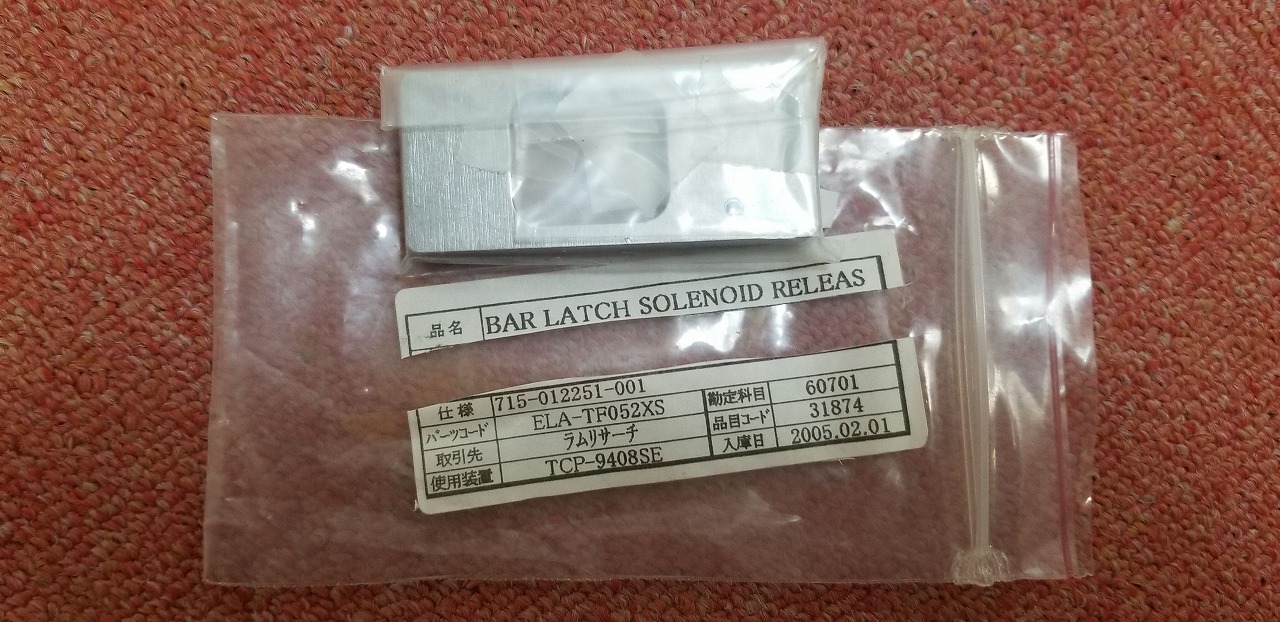 品名 BAR LATCH SOLENOID RELEAS
仕様 715-012251-001 勘定科目 60701
パーツコード ELA-TF052XS 品目コード 31874
取引先 ラムリサーチ 入庫日 2005.02.01
使用装置 TCP-9408SE